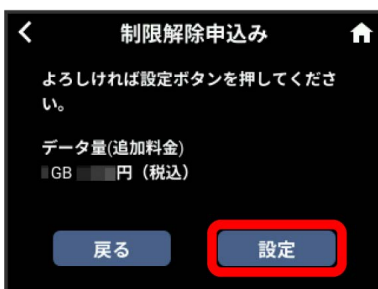 制限解除申込み
よろしければ設定ボタンを押してくださ
い。
データ量(追加料金)
GB 円（税込）
戻る 設定